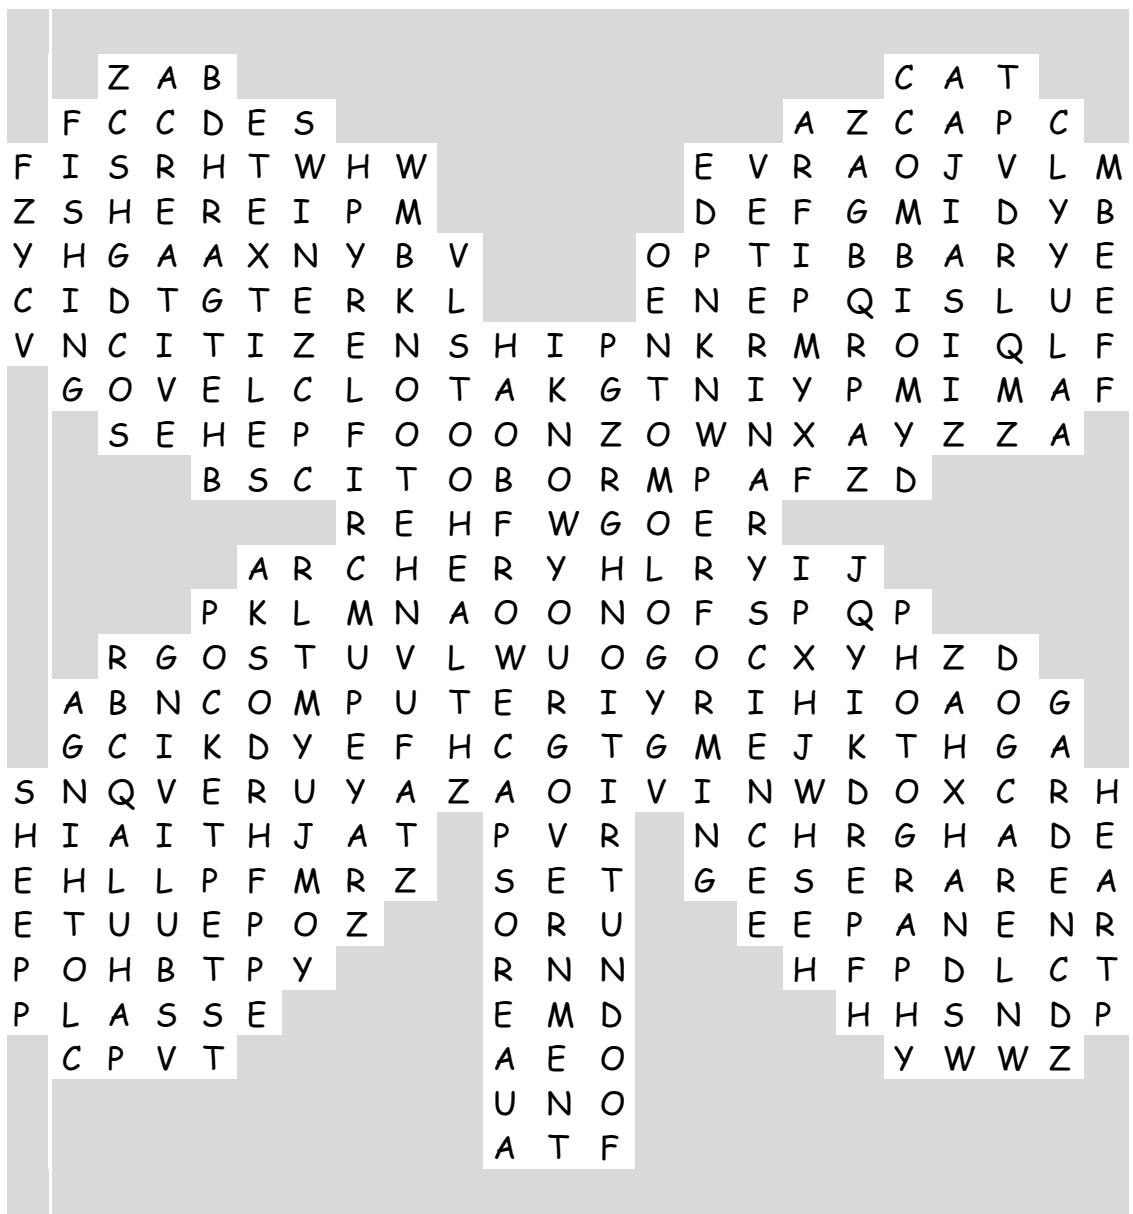 Z A B C A T
F C C D E S A Z C A P C
F I S R H T W H W E V R A O J V L M
Z S H E R E I P M D E F G M I D Y B
Y H G A A X N Y B V O P T I B B A R Y E
C I D T G T E R K L E N E P Q I S L U E
V N C I T I Z E N S H I P N K R M R O I Q L F
G O V E L C L O T A K G T N I Y P M I M A F
S E H E P F O O O N Z O W N X A Y Z Z A
B S C I T O B O R M P A F Z D
R E H F W G O E R
A R C H E R Y H L R Y I J
P K L M N A O O N O F S P Q P
R G O S T U V L W U O G O C X Y H Z D
A B N C O M P U T E R I Y R I H I O A O G
G C I K D Y E F H C G T G M E J K T H G A
S N Q V E R U Y A Z A O I V I N W D O X C R H
H I A I T H J A T P V R N C H R G H A D E
E H L L P F M R Z S E T G E S E R A R E A
E T U U E P O Z O R U E E P A N E N R
P O H B T P Y R N N H F P D L C T
P L A S S E E M D H H S N D P
C P V T A E O Y W W Z
U N O
A T F